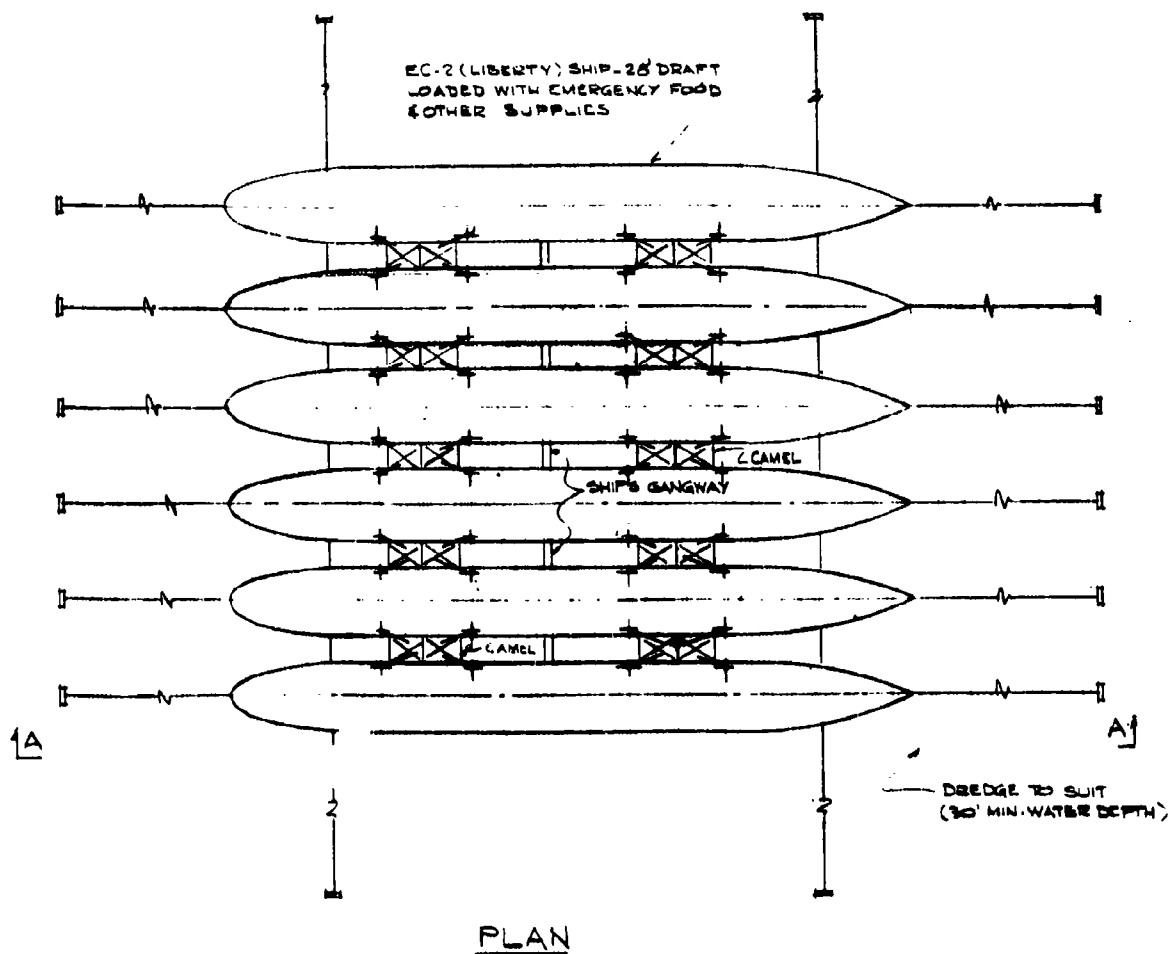 EC-2 (LIBERTY) SHIP-28' DRAFT
LOADED WITH EMERGENCY FOOD
& OTHER SUPPLIES
CAMEL
SHIP'S GANGWAY
CAMEL
A
A
DREDGE TO SUIT
(30' MIN. WATER DEPTH)
PLAN